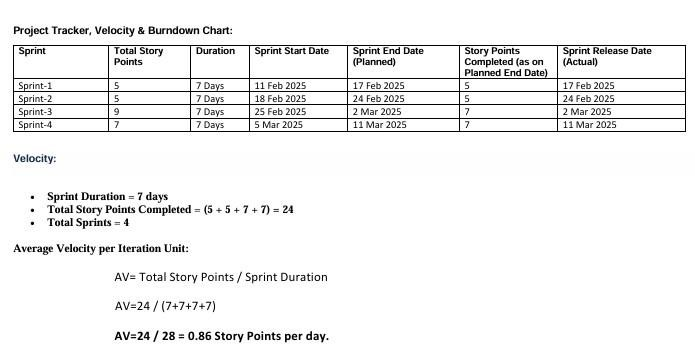 Project Tracker, Velocity & Burndown Chart:
Sprint Total Story Points Duration Sprint Start Date Sprint End Date (Planned) Story Points Completed (as on Planned End Date) Sprint Release Date (Actual)
Sprint-1 5 7 Days 11 Feb 2025 17 Feb 2025 5 17 Feb 2025
Sprint-2 5 7 Days 18 Feb 2025 24 Feb 2025 5 24 Feb 2025
Sprint-3 9 7 Days 25 Feb 2025 2 Mar 2025 7 2 Mar 2025
Sprint-4 7 7 Days 5 Mar 2025 11 Mar 2025 7 11 Mar 2025
Velocity:
• Sprint Duration = 7 days
• Total Story Points Completed = (5 + 5 + 7 + 7) = 24
• Total Sprints = 4
Average Velocity per Iteration Unit:
AV= Total Story Points / Sprint Duration
AV=24 / (7+7+7+7)
AV=24 / 28 = 0.86 Story Points per day.